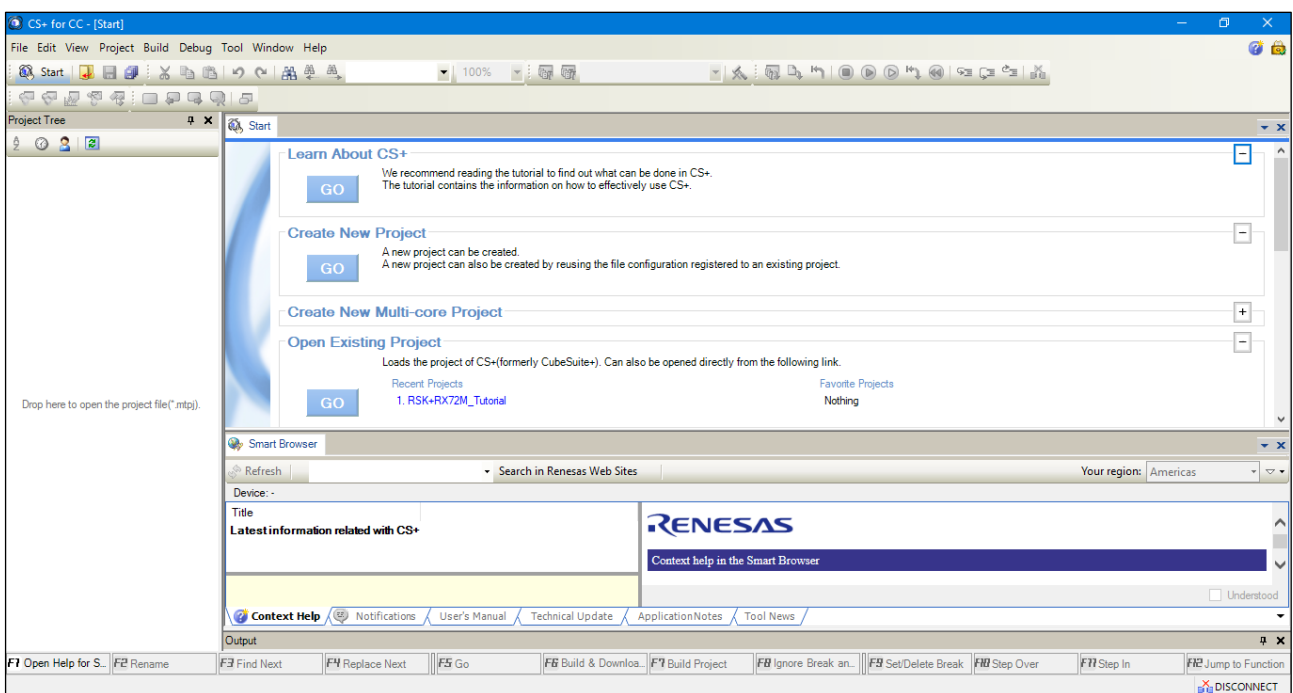 CS+ for CC - [Start]
File Edit View Project Build Debug Tool Window Help
Start 100%
Project Tree
Start
Learn About CS+
GO
We recommend reading the tutorial to find out what can be done in CS+.
The tutorial contains the information on how to effectively use CS+.
Create New Project
GO
A new project can be created.
A new project can also be created by reusing the file configuration registered to an existing project.
Create New Multi-core Project
Open Existing Project
Loads the project of CS+(formerly CubeSuite+). Can also be opened directly from the following link.
GO
Recent Projects
1. RSK+RX72M_Tutorial
Favorite Projects
Nothing
Drop here to open the project file(*.mtpj).
Smart Browser
Refresh Search in Renesas Web Sites Your region: Americas
Device: -
Title
Latest information related with CS+
RENESAS
Context help in the Smart Browser
Understood
Context Help Notifications User's Manual Technical Update Application Notes Tool News
Output
F1 Open Help for S... F2 Rename F3 Find Next F4 Replace Next F5 Go F6 Build & Downloa... F7 Build Project F8 Ignore Break an... F9 Set/Delete Break F10 Step Over F11 Step In F12 Jump to Function
DISCONNECT